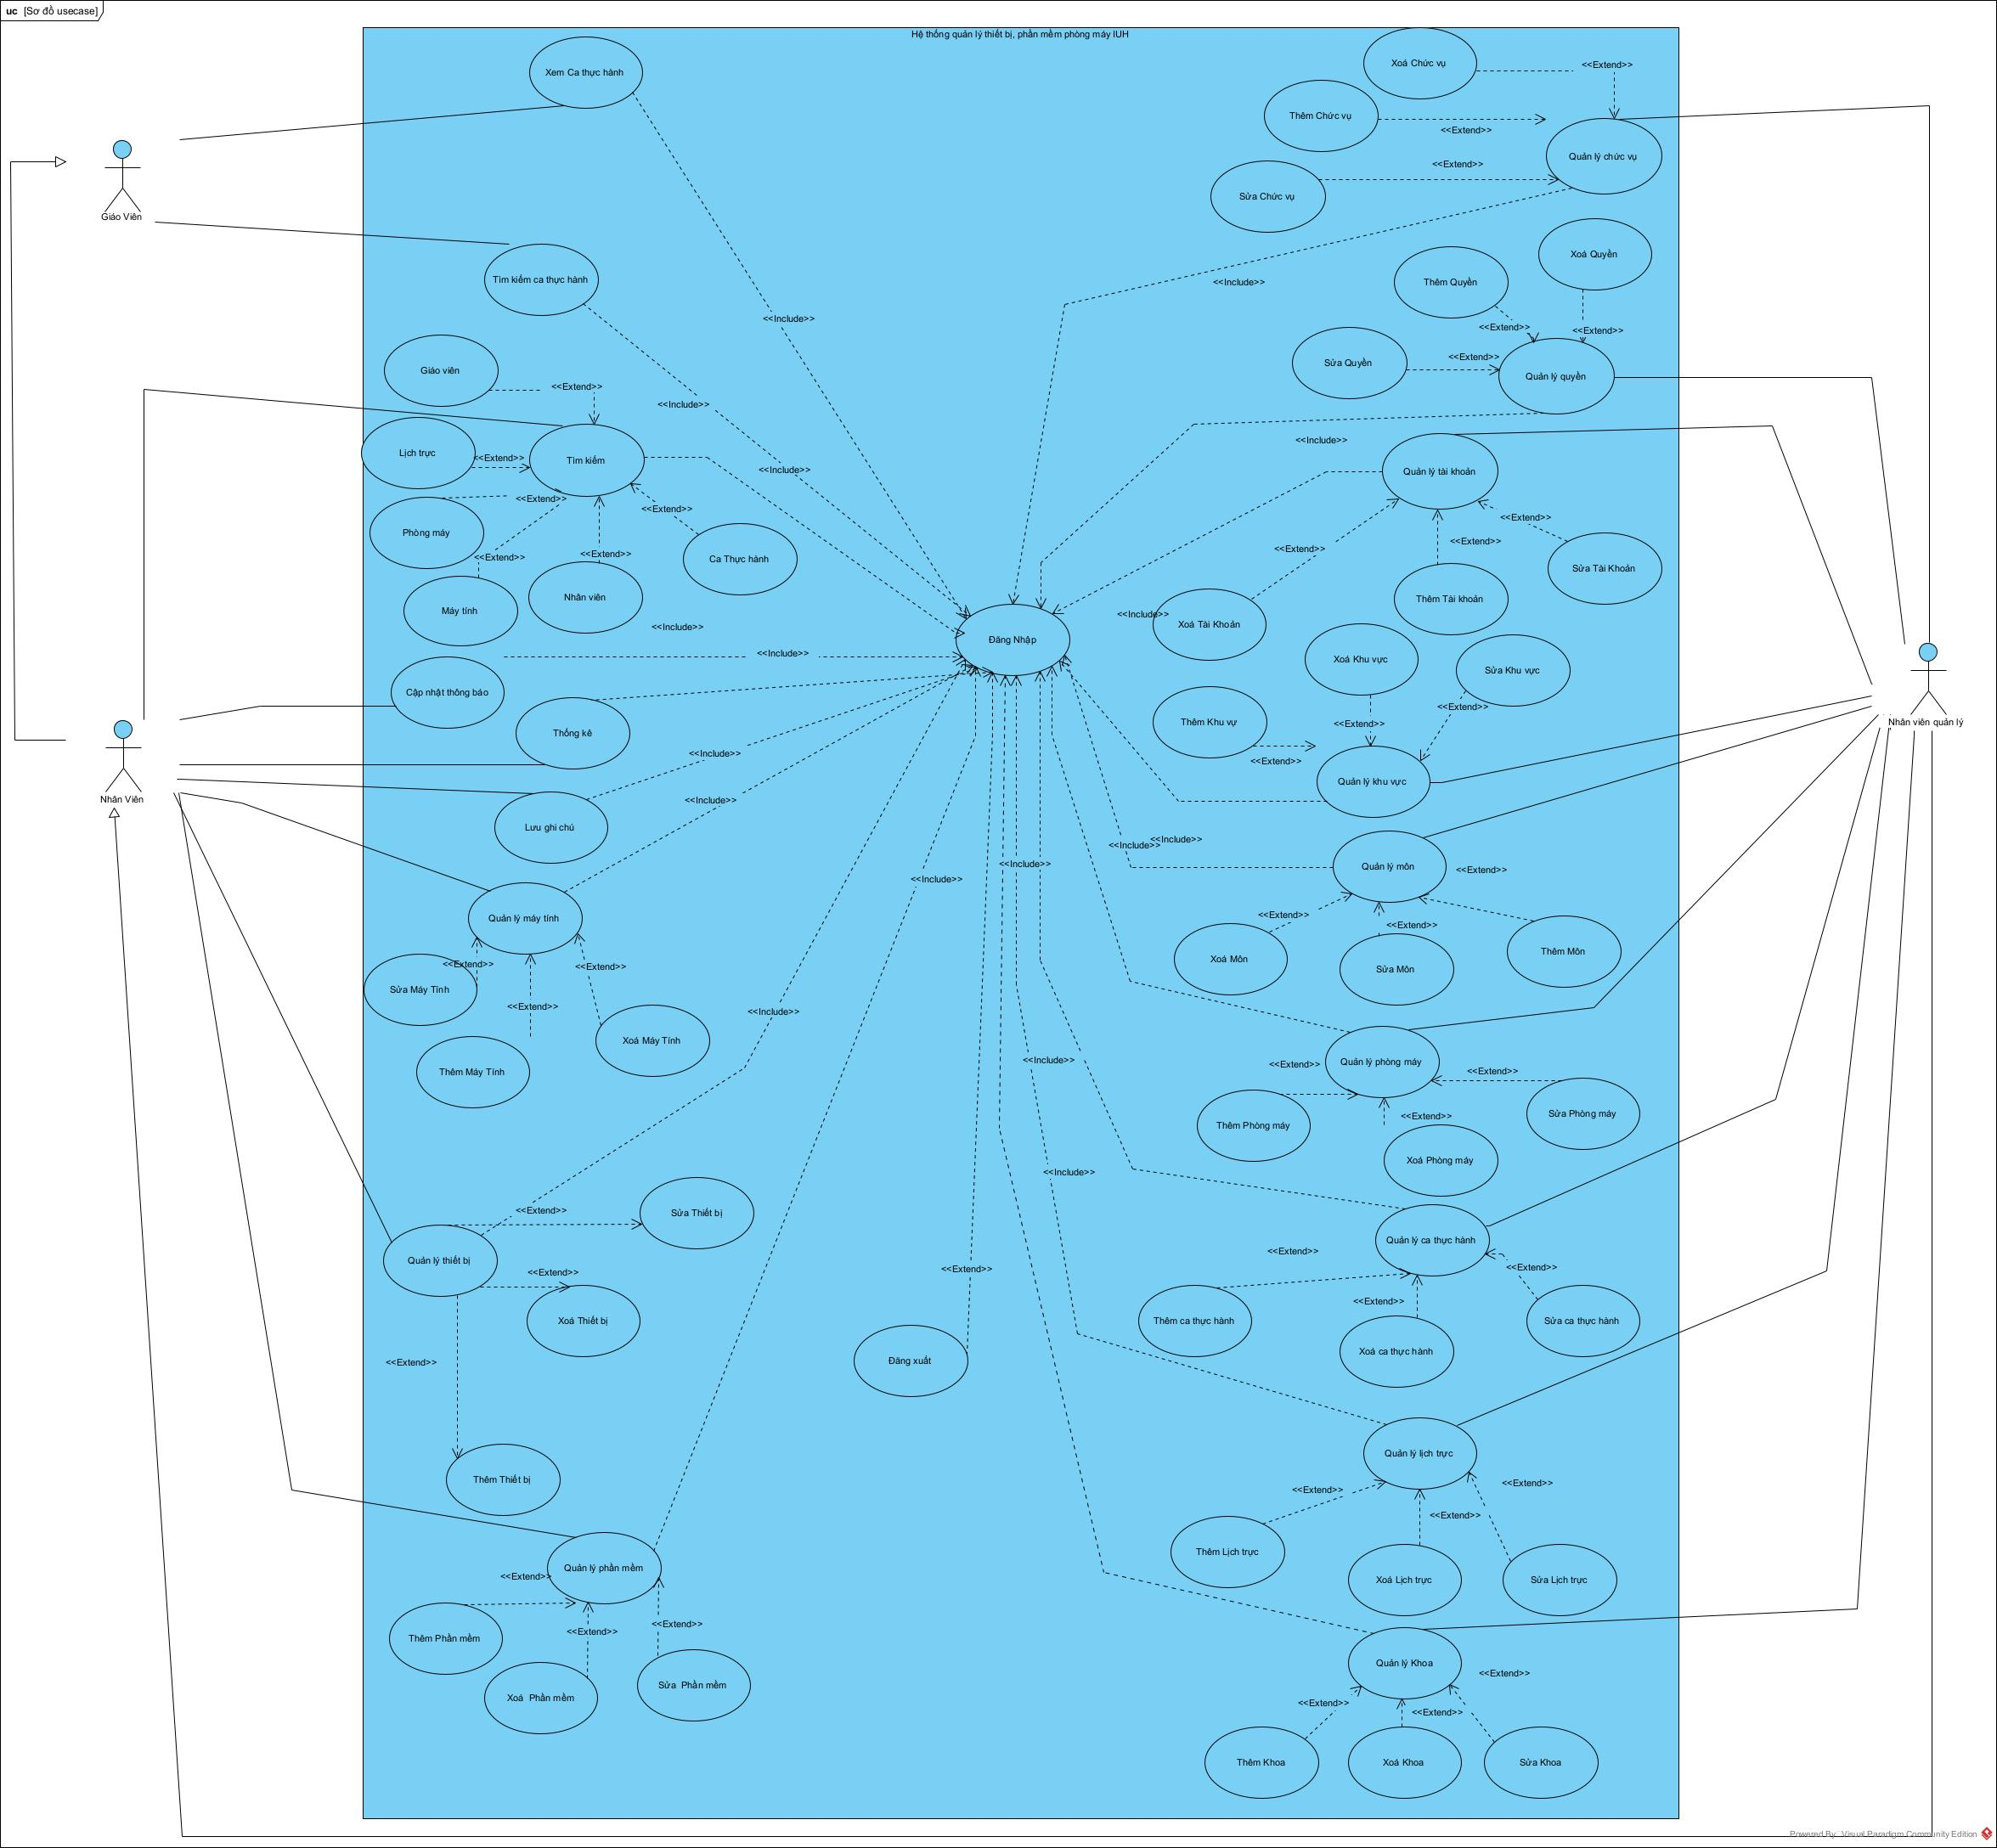 uc [Sơ đồ usecase]
Hệ thống quản lý thiết bị, phần mềm phòng máy IUH
Xem Ca thực hành
Xoá Chức vụ
<<Extend>>
Thêm Chức vụ
<<Extend>>
Quản lý chức vụ
<<Extend>>
Sửa Chức vụ
Giáo Viên
Xoá Quyền
Tìm kiếm ca thực hành
Thêm Quyền
<<Include>>
<<Include>>
<<Extend>>
<<Extend>>
Sửa Quyền
<<Extend>>
Giáo viên
Quản lý quyền
<<Extend>>
<<Include>>
<<Include>>
Lịch trực
<<Extend>>
Tìm kiếm
<<Include>>
Quản lý tài khoản
<<Extend>>
<<Extend>>
<<Extend>>
Phòng máy
<<Extend>>
<<Extend>>
<<Extend>>
Ca Thực hành
<<Extend>>
Sửa Tài Khoản
Máy tính
Nhân viên
Thêm Tài khoản
<<Include>>
<<Include>>
Xoá Tài Khoản
Đăng Nhập
<<Include>>
Xoá Khu vực
Sửa Khu vực
Cập nhật thông báo
<<Extend>>
Thêm Khu vự
<<Extend>>
Nhân viên quản lý
Thống kê
<<Include>>
<<Extend>>
Quản lý khu vực
Nhân Viên
<<Include>>
Lưu ghi chú
<<Include>>
<<Include>>
<<Include>>
Quản lý môn
<<Extend>>
<<Include>>
Quản lý máy tính
<<Extend>>
<<Extend>>
<<Extend>>
<<Extend>>
Xoá Môn
Sửa Môn
Thêm Môn
Sửa Máy Tính
<<Extend>>
<<Include>>
Xoá Máy Tính
Thêm Máy Tính
<<Include>>
<<Extend>>
Quản lý phòng máy
<<Extend>>
<<Extend>>
Thêm Phòng máy
Sửa Phòng máy
Xoá Phòng máy
<<Include>>
<<Extend>>
Sửa Thiết bị
Quản lý thiết bị
Quản lý ca thực hành
<<Extend>>
<<Extend>>
<<Extend>>
<<Extend>>
<<Extend>>
Xoá Thiết bị
Thêm ca thực hành
Xoá ca thực hành
Sửa ca thực hành
<<Extend>>
Đăng xuất
Quản lý lịch trực
Thêm Thiết bị
<<Extend>>
<<Extend>>
<<Extend>>
Thêm Lịch trực
Xoá Lịch trực
Sửa Lịch trực
Quản lý phần mềm
<<Extend>>
<<Extend>>
<<Extend>>
Thêm Phần mềm
Xoá Phần mềm
Sửa Phần mềm
Quản lý Khoa
<<Extend>>
<<Extend>>
<<Extend>>
Thêm Khoa
Xoá Khoa
Sửa Khoa
Powered By: Visual Paradigm Community Edition